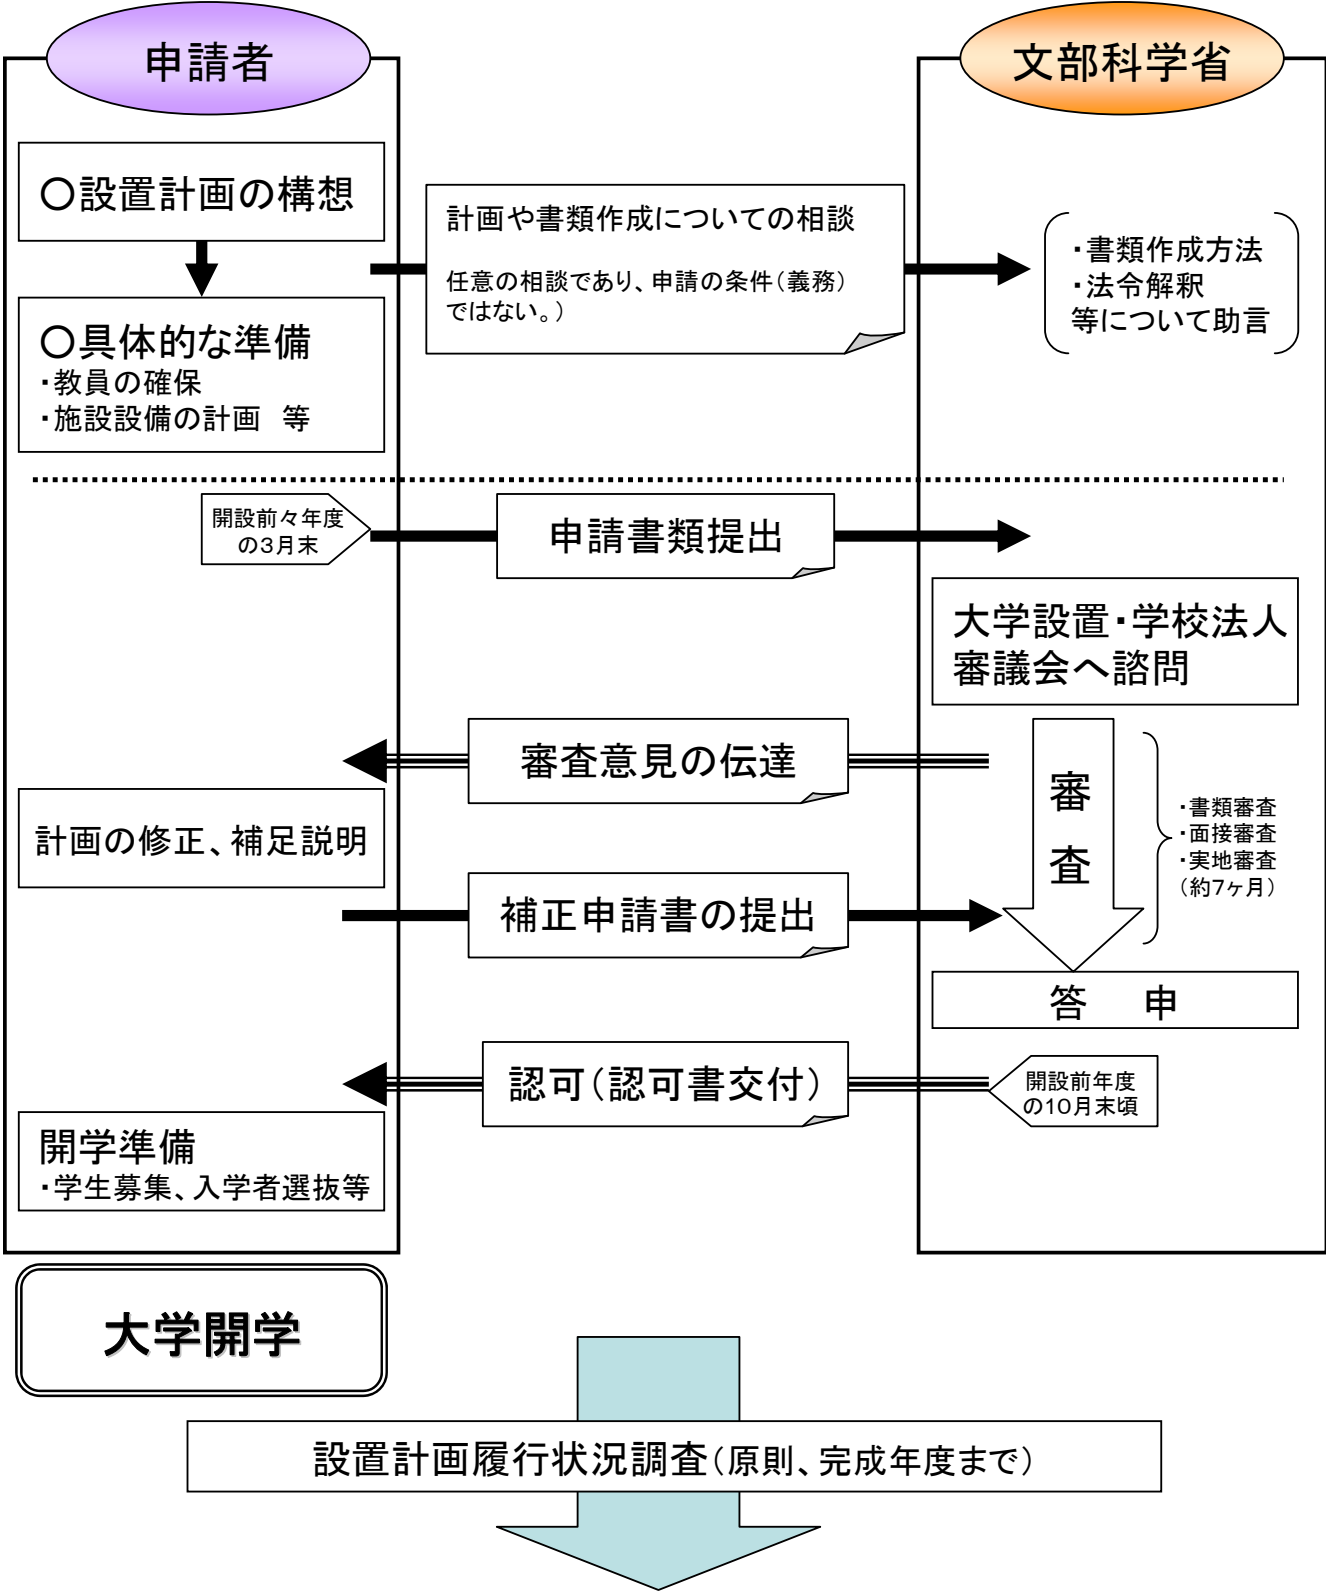 申請者
文部科学省
○設置計画の構想
計画や書類作成についての相談
任意の相談であり、申請の条件（義務）
ではない。）
・書類作成方法
・法令解釈
等について助言
○具体的な準備
・教員の確保
・施設設備の計画　等
開設前々年度
の3月末
申請書類提出
大学設置・学校法人
審議会へ諮問
審査意見の伝達
審
査
・書類審査
・面接審査
・実地審査
（約7ヶ月）
計画の修正、補足説明
補正申請書の提出
答　申
認可（認可書交付）
開設前年度
の10月末頃
開学準備
・学生募集、入学者選抜等
大学開学
設置計画履行状況調査（原則、完成年度まで）